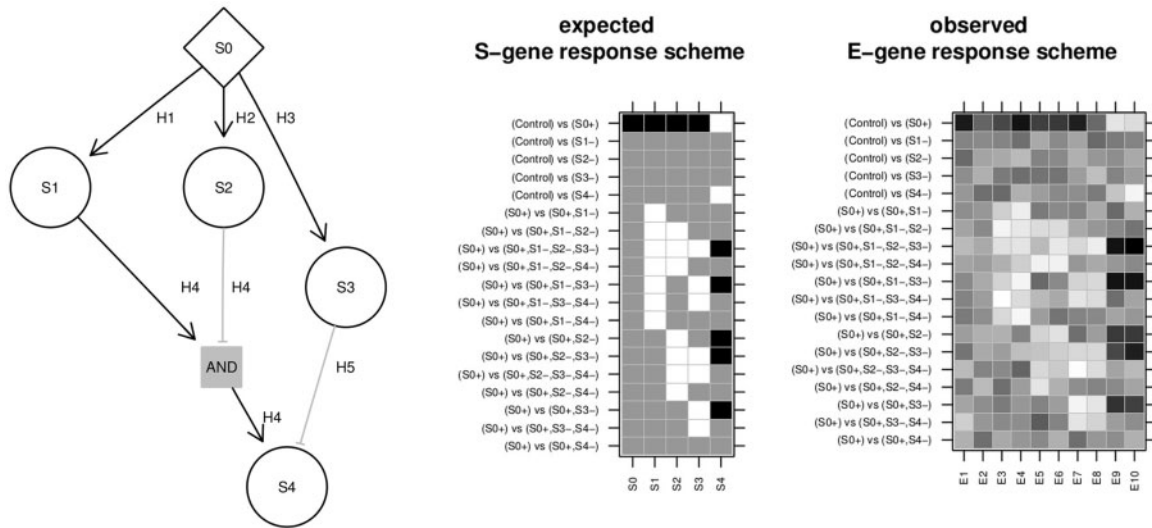 S0
H1
H2
H3
S1
S2
S3
H4
H4
H5
AND
H4
S4
expected
S−gene response scheme
(Control) vs (S0+)
(Control) vs (S1−)
(Control) vs (S2−)
(Control) vs (S3−)
(Control) vs (S4−)
(S0+) vs (S0+,S1−)
(S0+) vs (S0+,S1−,S2−)
(S0+) vs (S0+,S1−,S2−,S3−)
(S0+) vs (S0+,S1−,S2−,S4−)
(S0+) vs (S0+,S1−,S3−)
(S0+) vs (S0+,S1−,S3−,S4−)
(S0+) vs (S0+,S1−,S4−)
(S0+) vs (S0+,S2−)
(S0+) vs (S0+,S2−,S3−)
(S0+) vs (S0+,S2−,S3−,S4−)
(S0+) vs (S0+,S2−,S4−)
(S0+) vs (S0+,S3−)
(S0+) vs (S0+,S3−,S4−)
(S0+) vs (S0+,S4−)
S0 S1 S2 S3 S4
observed
E−gene response scheme
(Control) vs (S0+)
(Control) vs (S1−)
(Control) vs (S2−)
(Control) vs (S3−)
(Control) vs (S4−)
(S0+) vs (S0+,S1−)
(S0+) vs (S0+,S1−,S2−)
(S0+) vs (S0+,S1−,S2−,S3−)
(S0+) vs (S0+,S1−,S2−,S4−)
(S0+) vs (S0+,S1−,S3−)
(S0+) vs (S0+,S1−,S3−,S4−)
(S0+) vs (S0+,S1−,S4−)
(S0+) vs (S0+,S2−)
(S0+) vs (S0+,S2−,S3−)
(S0+) vs (S0+,S2−,S3−,S4−)
(S0+) vs (S0+,S2−,S4−)
(S0+) vs (S0+,S3−)
(S0+) vs (S0+,S3−,S4−)
(S0+) vs (S0+,S4−)
E1 E2 E3 E4 E5 E6 E7 E8 E9 E10